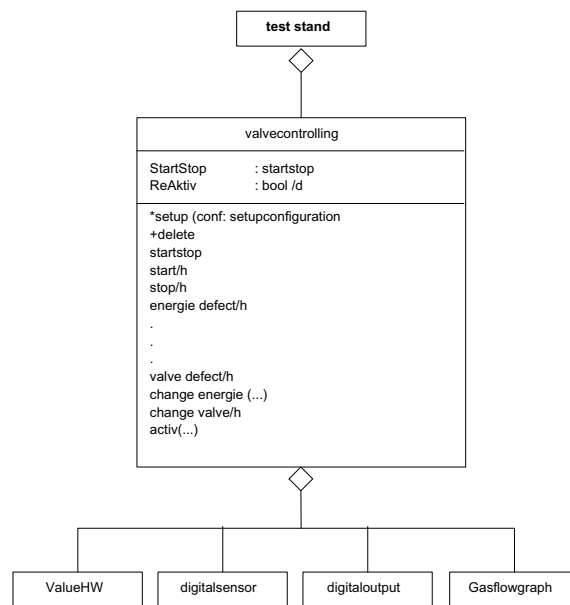 test stand
valvecontrolling
StartStop : startstop
ReAktiv : bool /d
*setup (conf: setupconfiguration
+delete
startstop
start/h
stop/h
energie defect/h
.
.
.
valve defect/h
change energie (...)
change valve/h
activ(...)
ValueHW digitalsensor digitaloutput Gasflowgraph